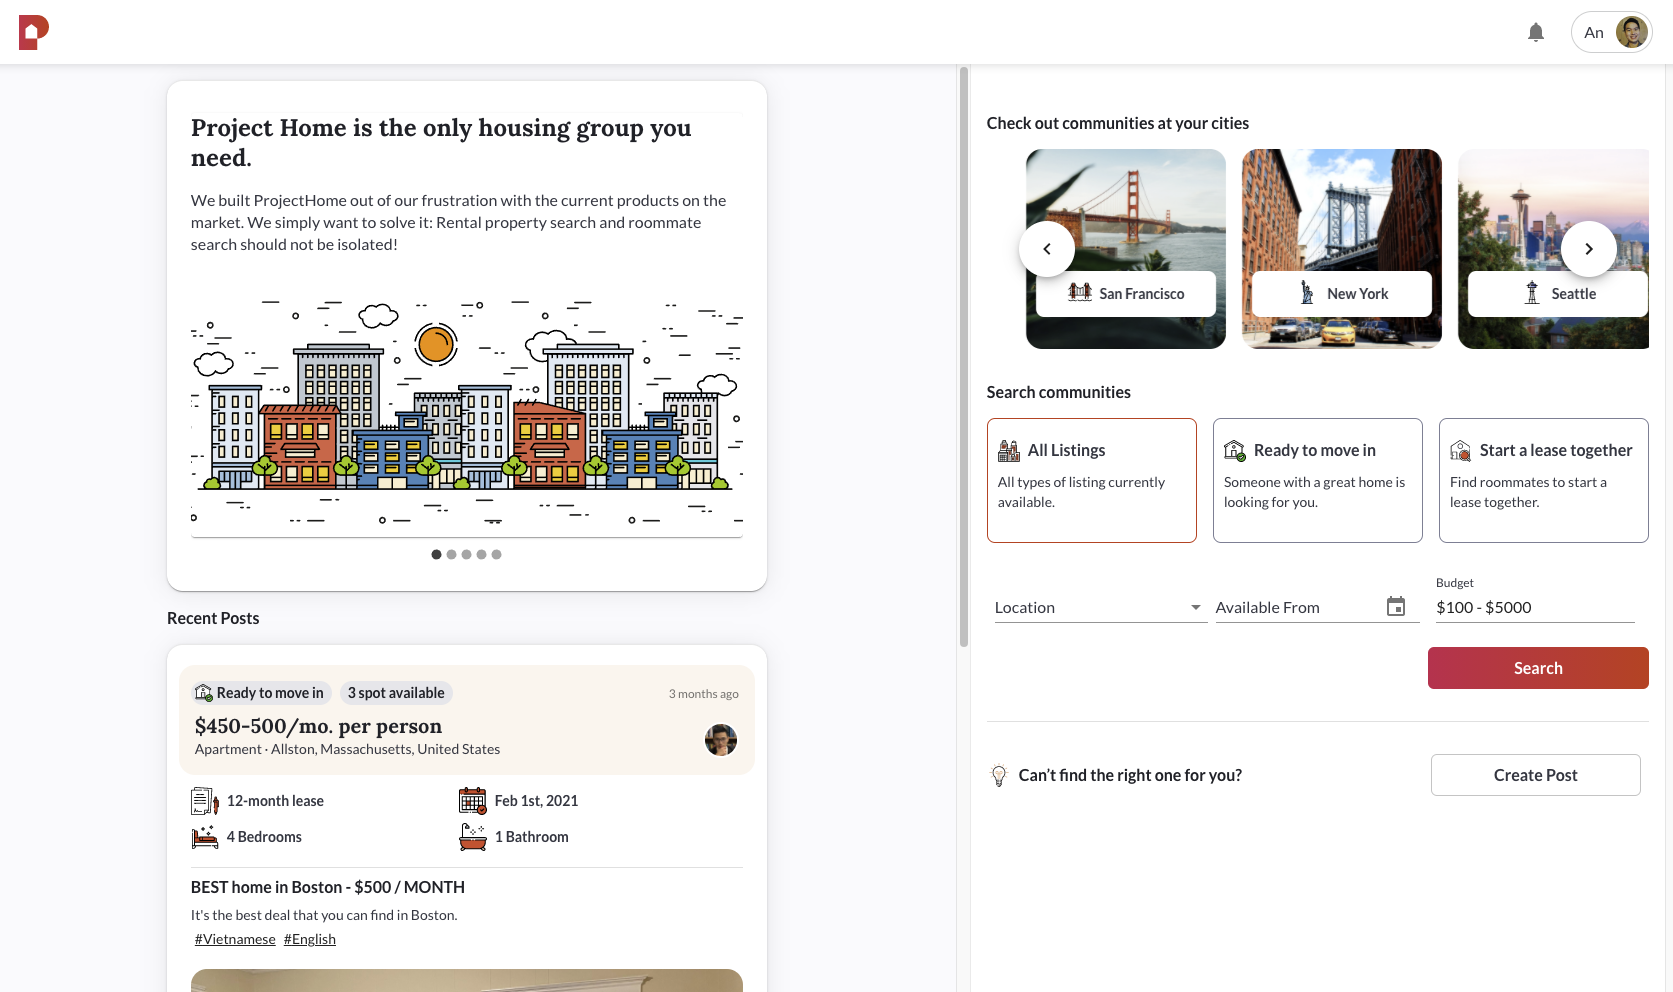 An
Project Home is the only housing group you
need.
We built ProjectHome out of our frustration with the current products on the
market. We simply want to solve it: Rental property search and roommate
search should not be isolated!
Recent Posts
Ready to move in
3 spot available
3 months ago
$450-500/mo. per person
Apartment · Allston, Massachusetts, United States
12-month lease
Feb 1st, 2021
4 Bedrooms
1 Bathroom
BEST home in Boston - $500 / MONTH
It's the best deal that you can find in Boston.
#Vietnamese #English
Check out communities at your cities
San Francisco
New York
Seattle
Search communities
All Listings
All types of listing currently
available.
Ready to move in
Someone with a great home is
looking for you.
Start a lease together
Find roommates to start a
lease together.
Location
Available From
Budget
$100 - $5000
Search
Can't find the right one for you?
Create Post